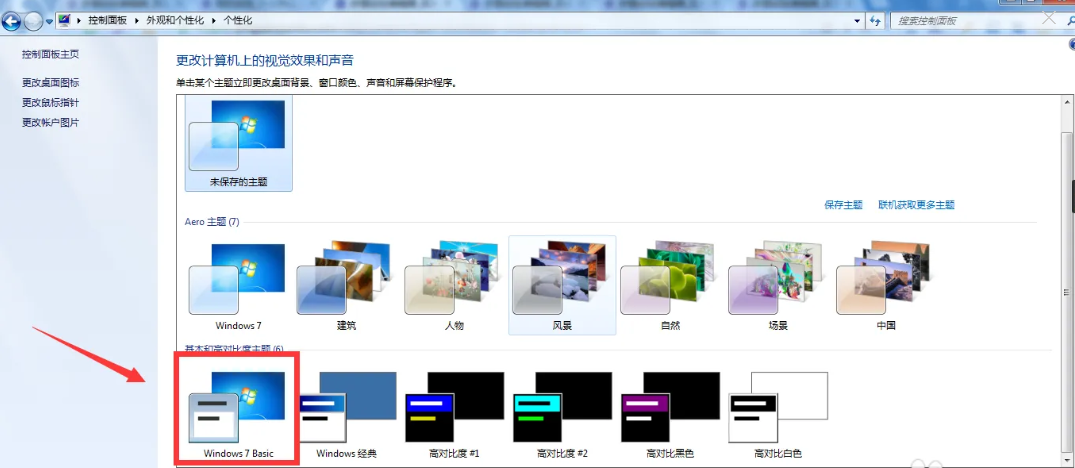 控制面板 外观和个性化 个性化 搜索控制面板
控制面板主页
更改桌面图标
更改鼠标指针
更改帐户图片
更改计算机上的视觉效果和声音
单击某个主题立即更改桌面背景、窗口颜色、声音和屏幕保护程序。
未保存的主题
保存主题 联机获取更多主题
Aero 主题 (7)
Windows 7 建筑 人物 风景 自然 场景 中国
基本和高对比度主题 (6)
Windows 7 Basic Windows 经典 高对比度 #1 高对比度 #2 高对比黑色 高对比白色